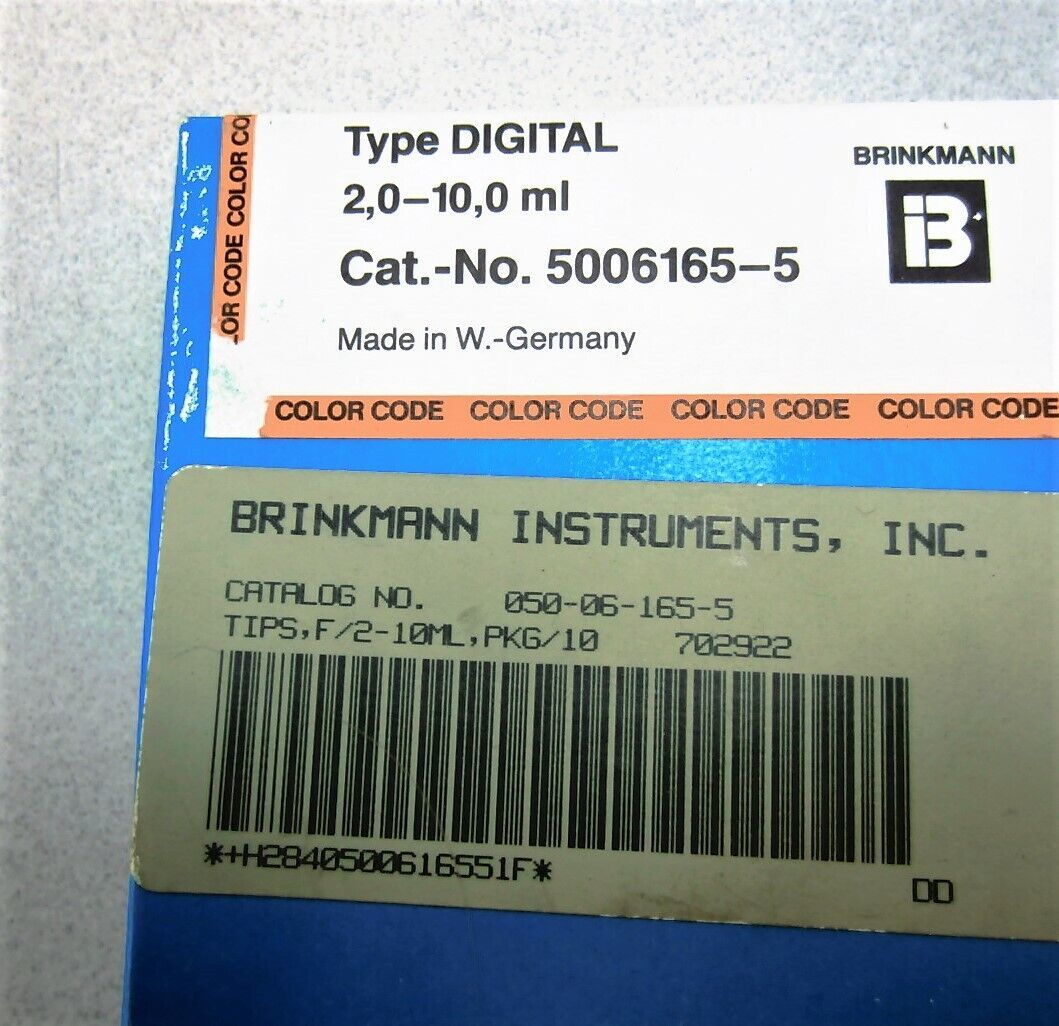 Type DIGITAL
2,0–10,0 ml
Cat.-No. 5006165–5
Made in W.-Germany
BRINKMANN
B
COLOR CODE COLOR CO
COLOR CODE COLOR CODE COLOR CODE COLOR CODE
BRINKMANN INSTRUMENTS, INC.
CATALOG NO. 050-06-165-5
TIPS,F/2-10ML,PKG/10 702922
*+H2840500616551F*
DD